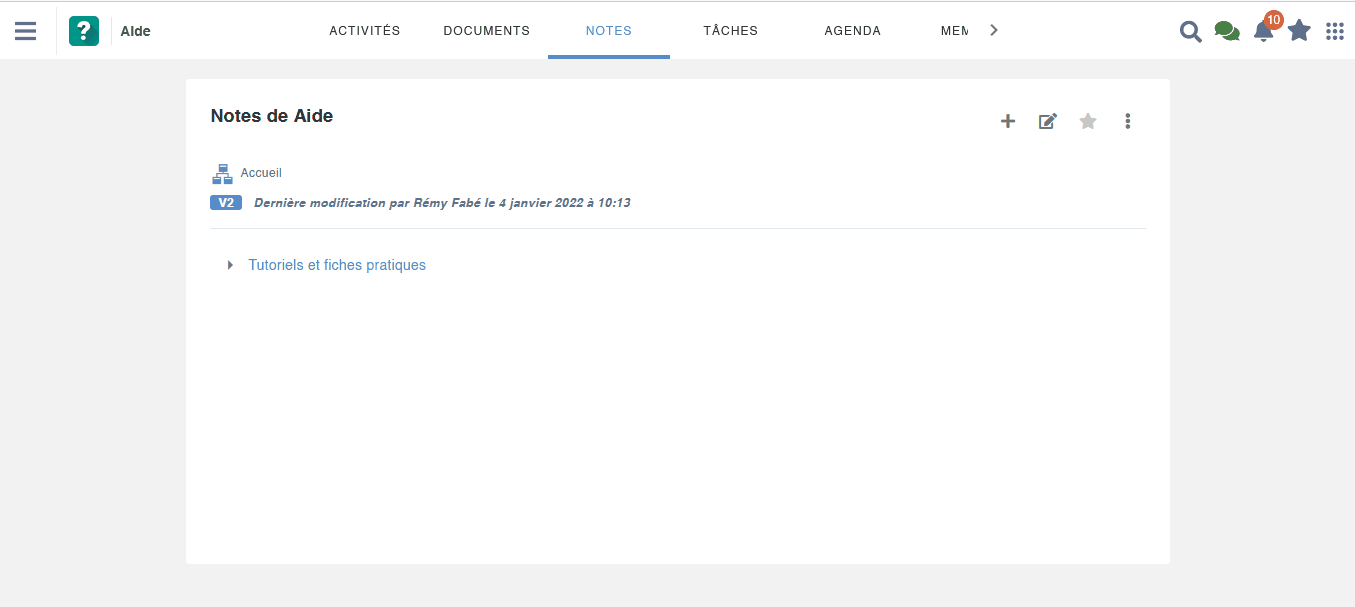 ?
Aide
ACTIVITÉS
DOCUMENTS
NOTES
TÂCHES
AGENDA
MEM
10
Notes de Aide
Accueil
V2 Dernière modification par Rémy Fabé le 4 janvier 2022 à 10:13
Tutoriels et fiches pratiques